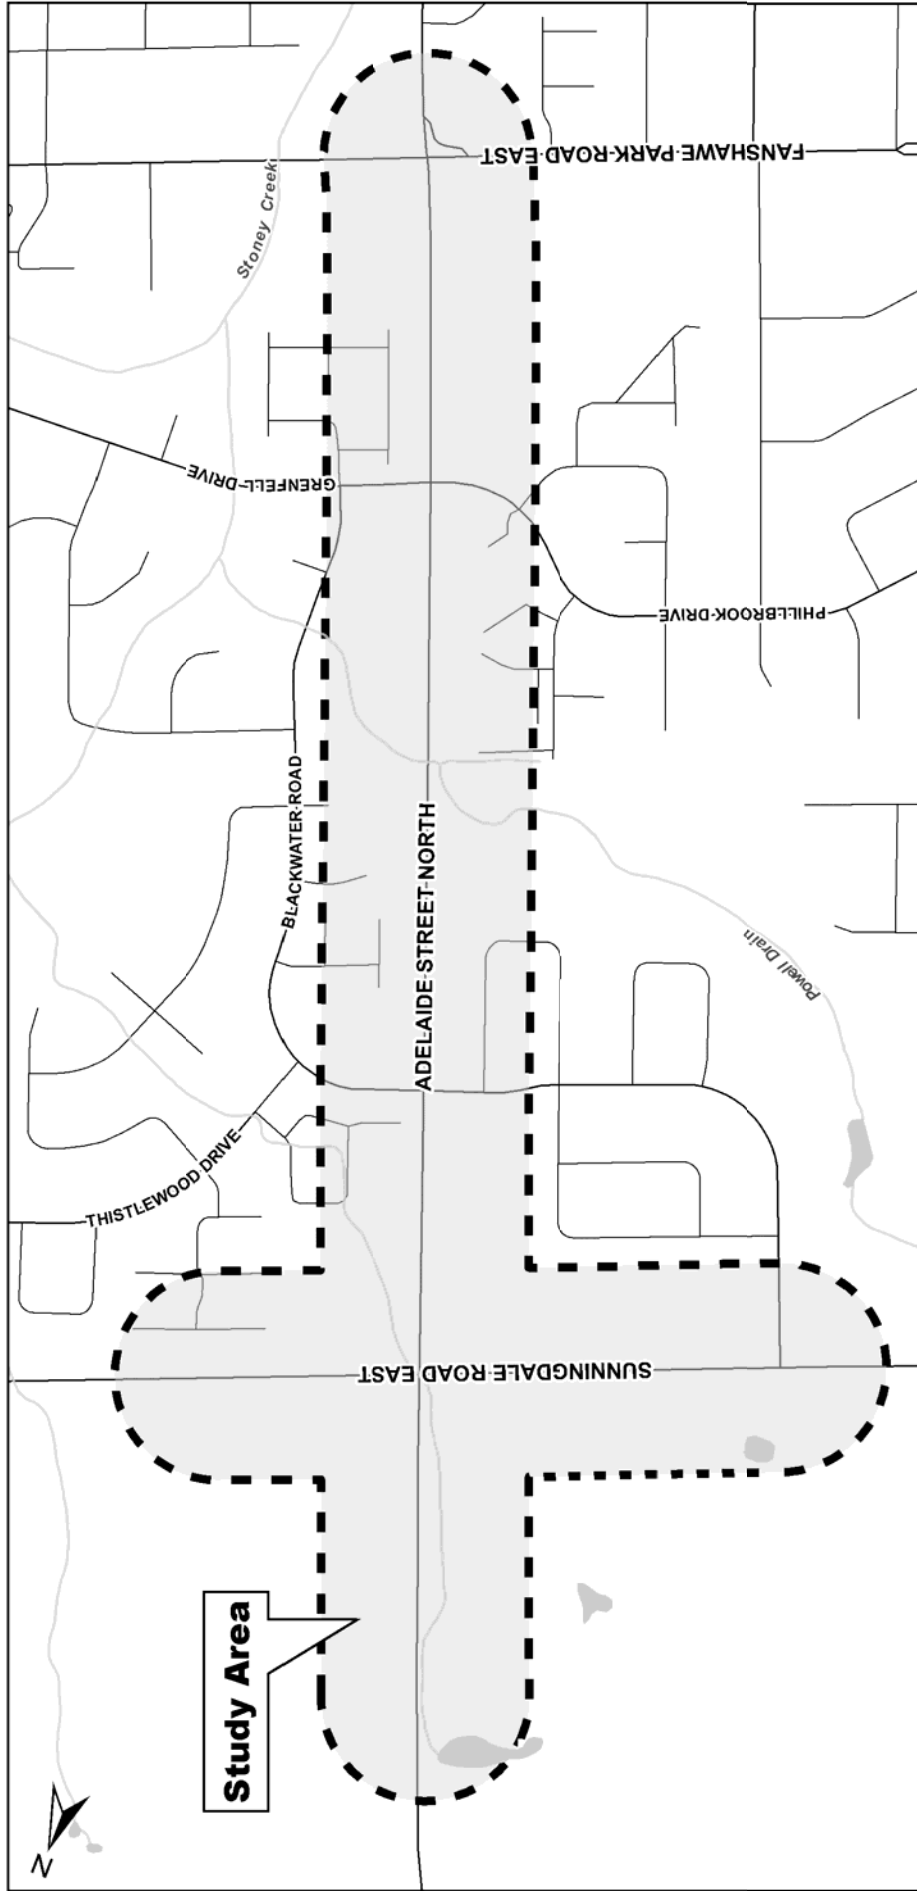 FANSHAWE PARK ROAD EAST
Stoney Creek
GRENFELL DRIVE
PHILLBROOK DRIVE
BLACKWATER ROAD
ADELAIDE STREET NORTH
Powell Drain
THISTLEWOOD DRIVE
SUNNINGDALE ROAD EAST
Study Area
N